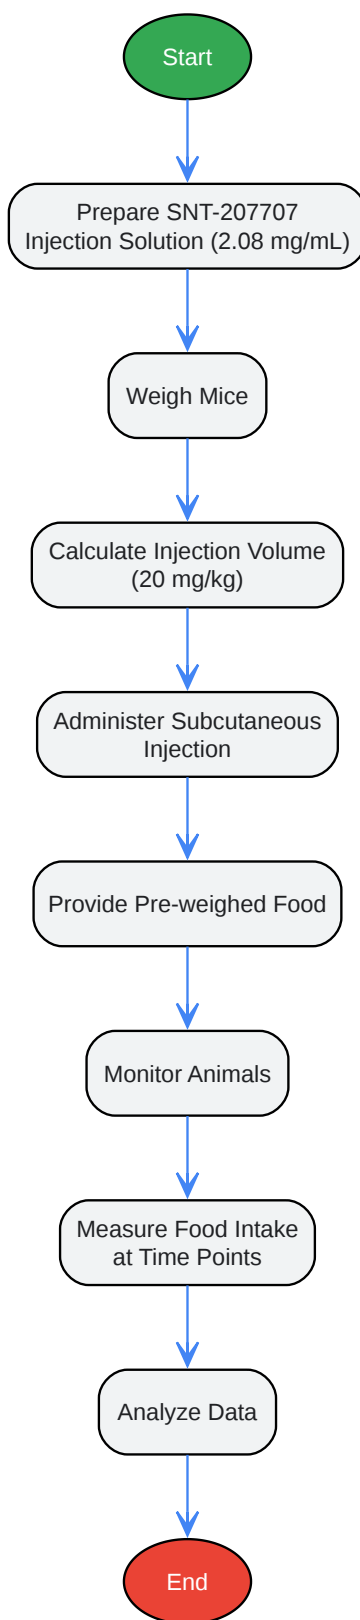 Start
Prepare SNT-207707
Injection Solution (2.08 mg/mL)
Weigh Mice
Calculate Injection Volume
(20 mg/kg)
Administer Subcutaneous
Injection
Provide Pre-weighed Food
Monitor Animals
Measure Food Intake
at Time Points
Analyze Data
End